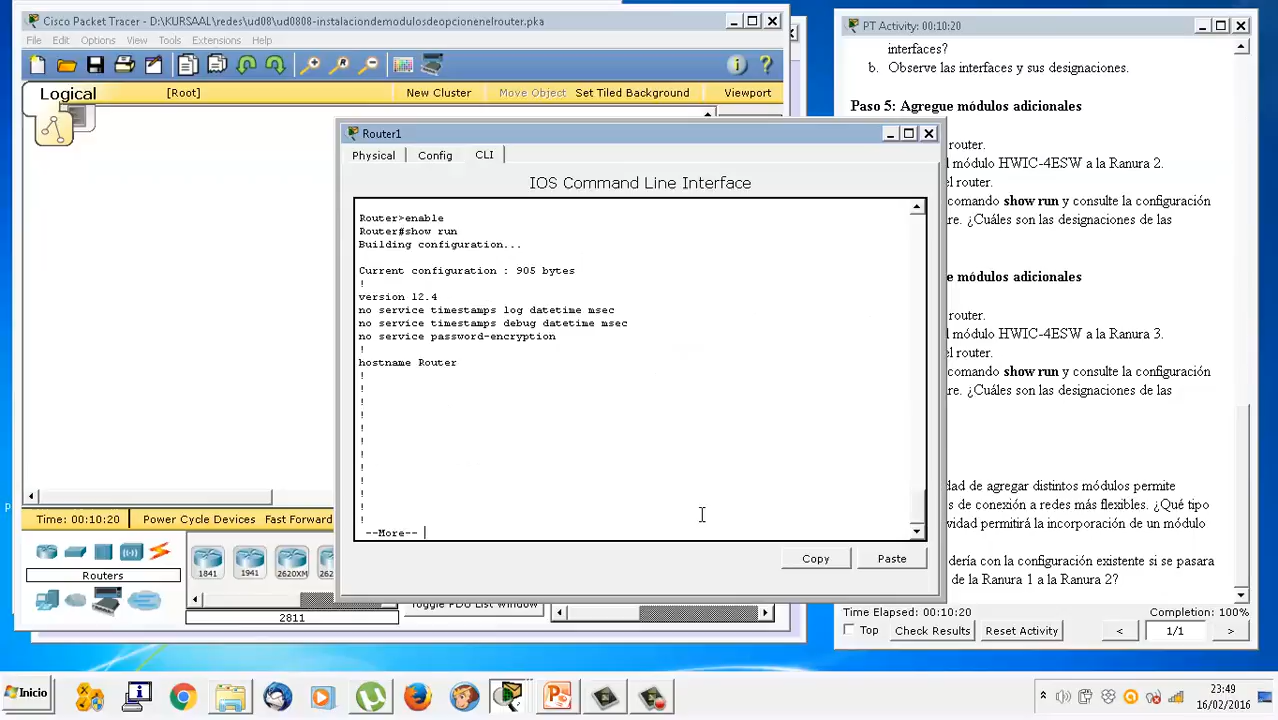 Cisco Packet Tracer - D:\KURSAAL\redes\ud08\ud0808-instalaciondemodulosdeopcionenelrouter.pka
File Edit Options View Tools Extensions Help
Logical
[Root]
New Cluster
Move Object
Set Tiled Background
Viewport
Router1
Physical
Config
CLI
IOS Command Line Interface
Router>enable
Router#show run
Building configuration...
Current configuration : 905 bytes
!
version 12.4
no service timestamps log datetime msec
no service timestamps debug datetime msec
no service password-encryption
!
hostname Router
!
!
!
!
!
!
!
!
!
!
!
!
--More--
Copy
Paste
PT Activity: 00:10:20
interfaces?
b. Observe las interfaces y sus designaciones.
Paso 5: Agregue módulos adicionales
router.
módulo HWIC-4ESW a la Ranura 2.
l router.
comando show run y consulte la configuración
re. ¿Cuáles son las designaciones de las
e módulos adicionales
router.
módulo HWIC-4ESW a la Ranura 3.
l router.
comando show run y consulte la configuración
re. ¿Cuáles son las designaciones de las
dad de agregar distintos módulos permite
s de conexión a redes más flexibles. ¿Qué tipo
vidad permitirá la incorporación de un módulo
dería con la configuración existente si se pasara
de la Ranura 1 a la Ranura 2?
Time Elapsed: 00:10:20
Completion: 100%
Top
Check Results
Reset Activity
<
1/1
>
Time: 00:10:20
Power Cycle Devices
Fast Forward
Routers
1841
1941
2620XM
262
2811
Toggle PDU List Window
Inicio
23:49
16/02/2016